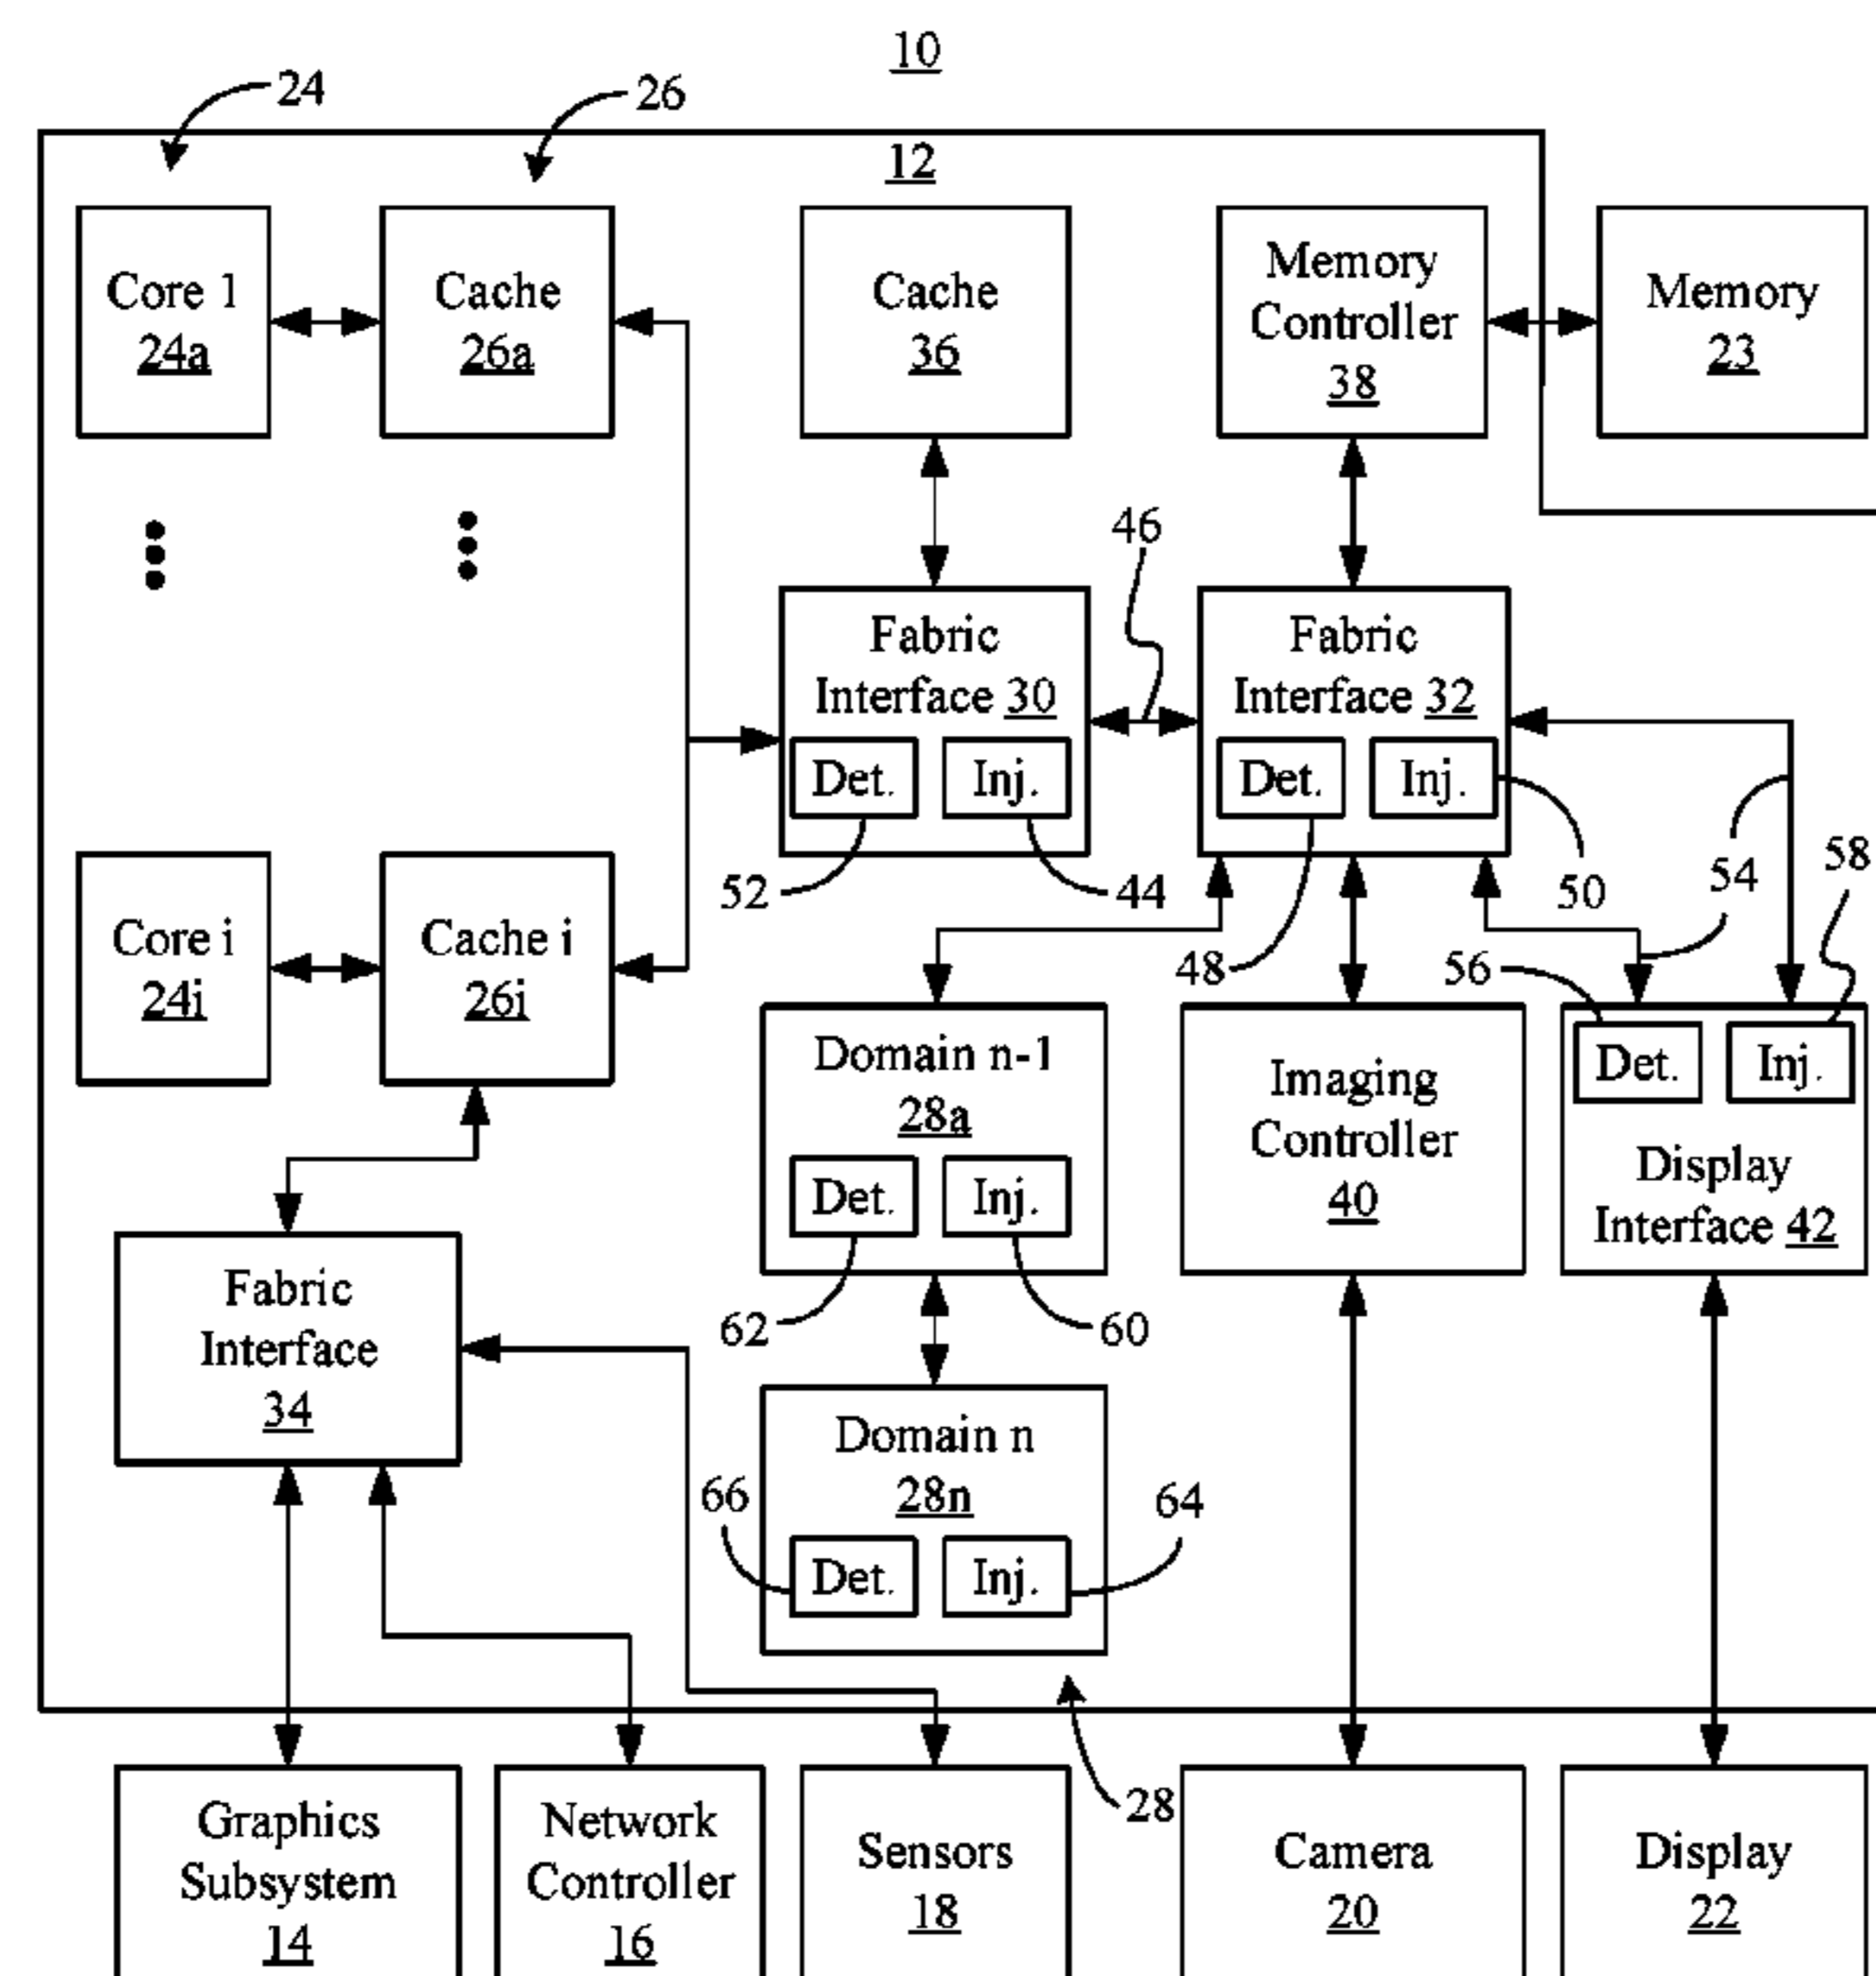 10
24
26
12
Core 1
24a
Cache
26a
Cache
36
Memory
Controller
38
Memory
23
46
Fabric
Interface 30
Det.
Inj.
Fabric
Interface 32
Det.
Inj.
52
44
48
50
54
58
56
Core i
24i
Cache i
26i
Domain n-1
28a
Det.
Inj.
Imaging
Controller
40
Det.
Inj.
Display
Interface 42
62
60
Fabric
Interface
34
Domain n
28n
66
64
Det.
Inj.
28
Graphics
Subsystem
14
Network
Controller
16
Sensors
18
Camera
20
Display
22